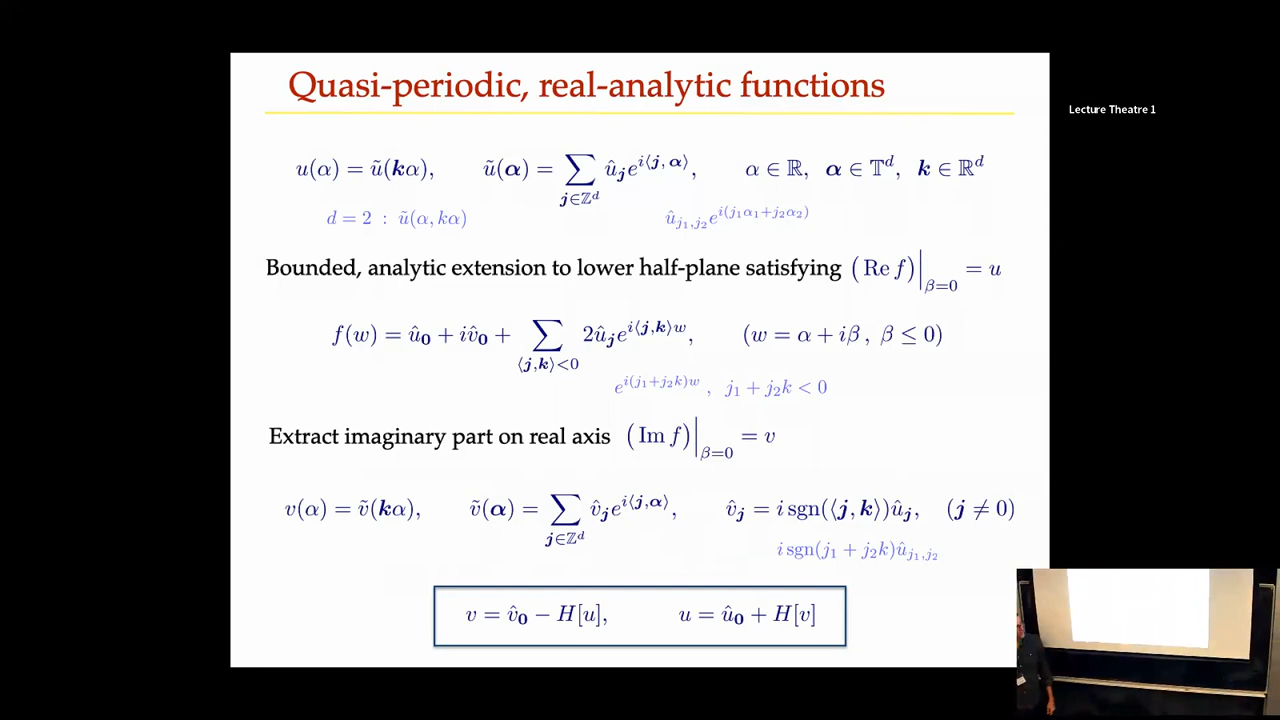 Quasi-periodic, real-analytic functions
Lecture Theatre 1
u(α) = ũ(𝒌α), ũ(𝜶) = ∑_{𝒋∈ℤ^d} û_𝒋 e^{i⟨𝒋,𝜶⟩}, α ∈ ℝ, 𝜶 ∈ 𝕋^d, 𝒌 ∈ ℝ^d
d = 2 : ũ(α, kα) û_{j₁,j₂} e^{i(j₁α₁+j₂α₂)}
Bounded, analytic extension to lower half-plane satisfying (Re f)|_{β=0} = u
f(w) = û_𝟎 + iv̂_𝟎 + ∑_{⟨𝒋,𝒌⟩<0} 2û_𝒋 e^{i⟨𝒋,𝒌⟩w}, (w = α + iβ , β ≤ 0)
e^{i(j₁+j₂k)w} , j₁ + j₂k < 0
Extract imaginary part on real axis (Im f)|_{β=0} = v
v(α) = ṽ(𝒌α), ṽ(𝜶) = ∑_{𝒋∈ℤ^d} v̂_𝒋 e^{i⟨𝒋,𝜶⟩}, v̂_𝒋 = i sgn(⟨𝒋, 𝒌⟩)û_𝒋, (𝒋 ≠ 0)
i sgn(j₁ + j₂k)û_{j₁,j₂}
v = v̂_𝟎 − H[u], u = û_𝟎 + H[v]